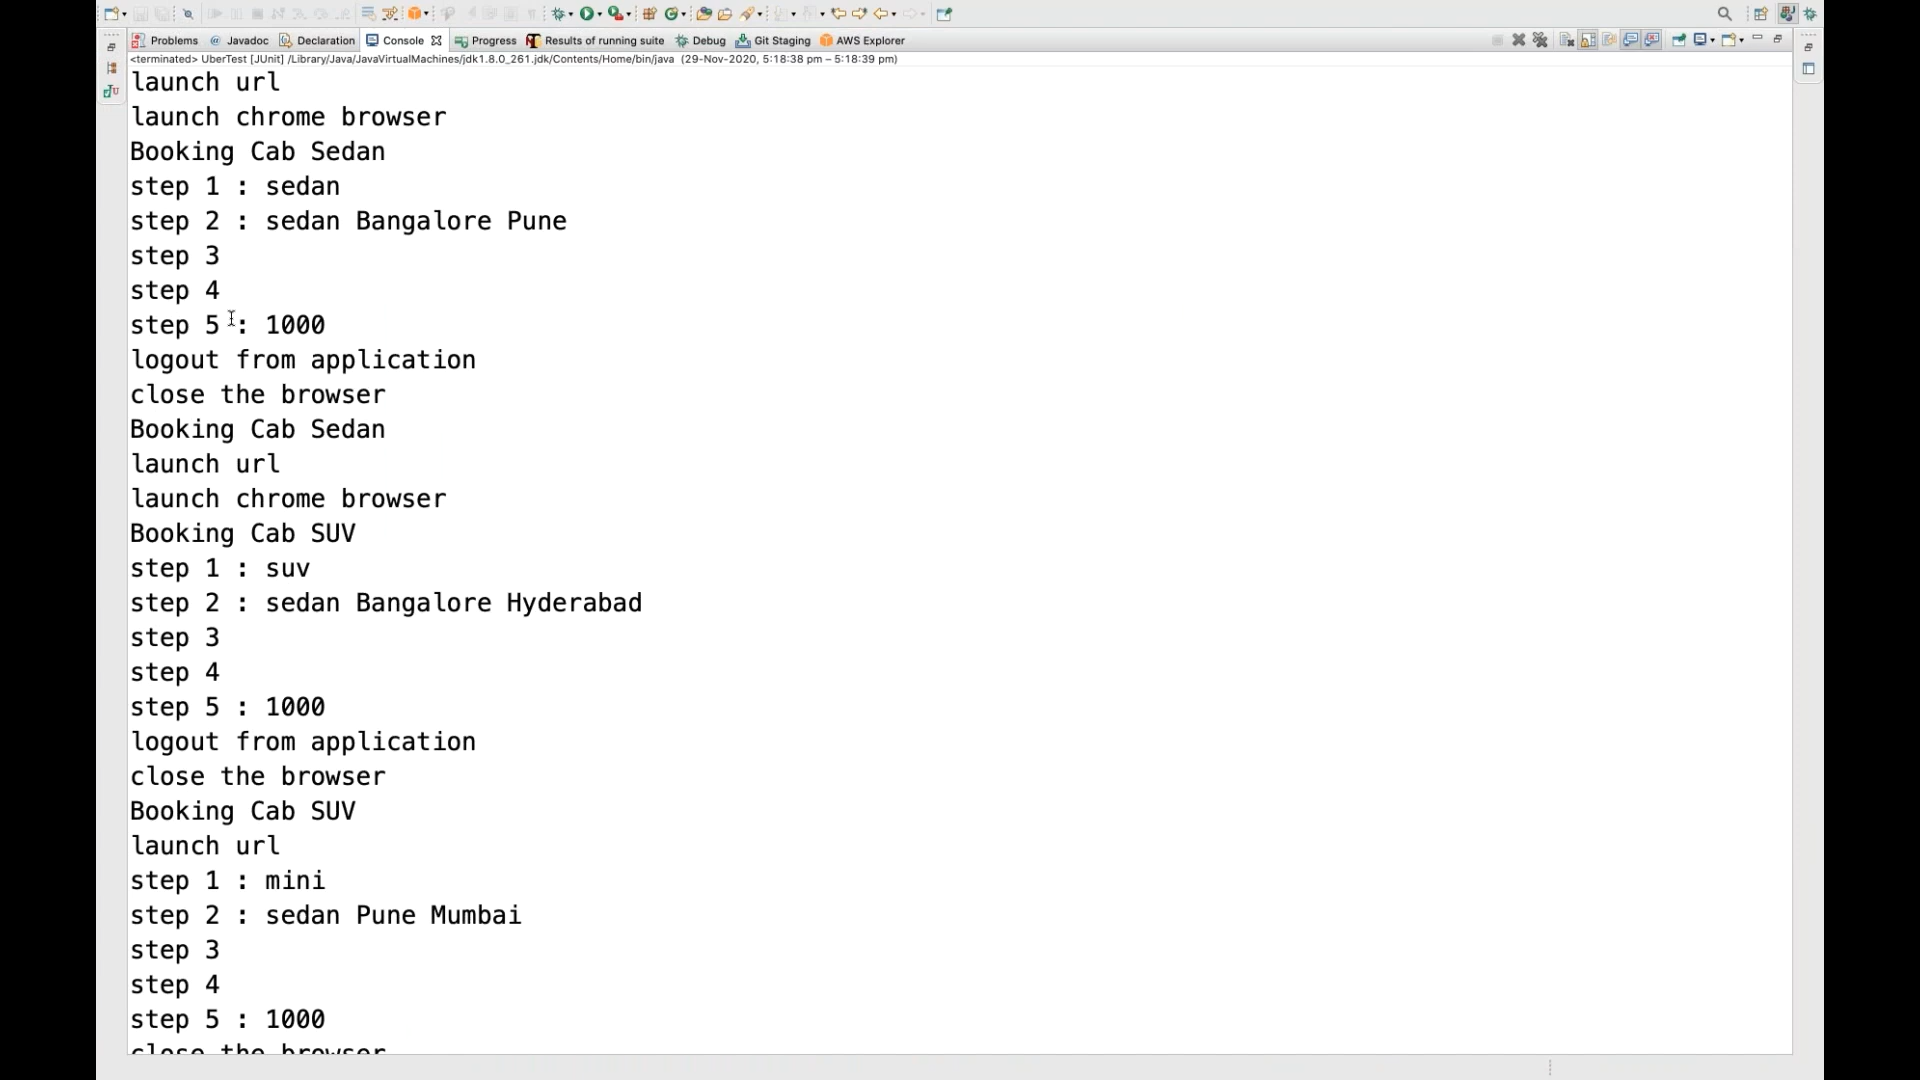 Problems @ Javadoc Declaration Console Progress Results of running suite Debug Git Staging AWS Explorer
<terminated> UberTest [JUnit] /Library/Java/JavaVirtualMachines/jdk1.8.0_261.jdk/Contents/Home/bin/java (29-Nov-2020, 5:18:38 pm – 5:18:39 pm)
launch url
launch chrome browser
Booking Cab Sedan
step 1 : sedan
step 2 : sedan Bangalore Pune
step 3
step 4
step 5 : 1000
logout from application
close the browser
Booking Cab Sedan
launch url
launch chrome browser
Booking Cab SUV
step 1 : suv
step 2 : sedan Bangalore Hyderabad
step 3
step 4
step 5 : 1000
logout from application
close the browser
Booking Cab SUV
launch url
step 1 : mini
step 2 : sedan Pune Mumbai
step 3
step 4
step 5 : 1000
close the browser